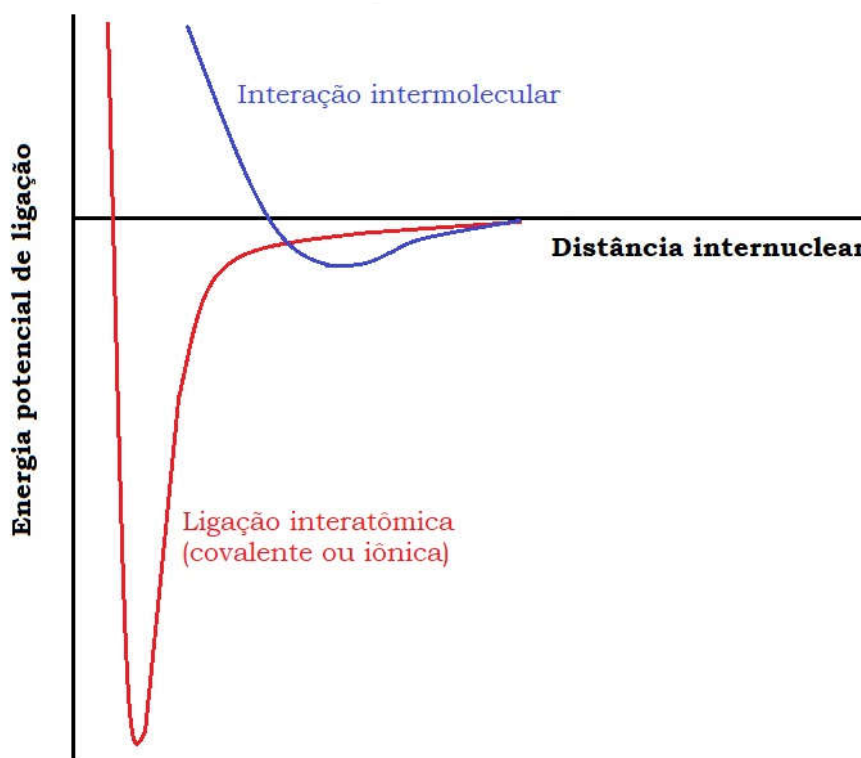 Interação intermolecular
Energia potencial de ligação
Distância internuclear
Ligação interatômica
(covalente ou iônica)